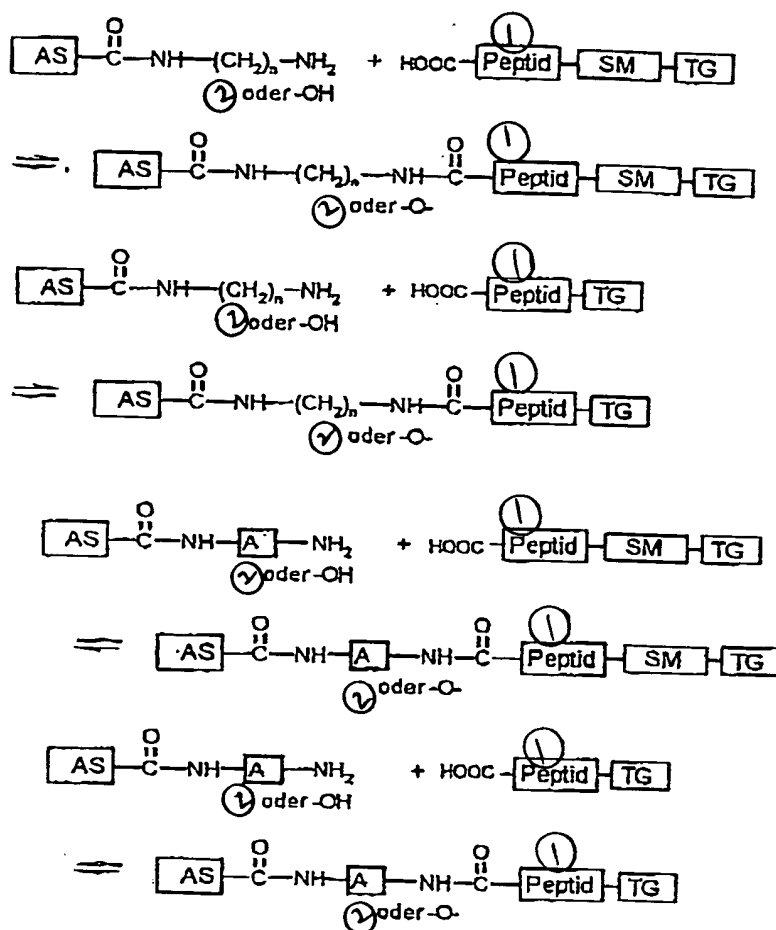 1
AS C NH (CH2)n NH2 + HOOC Peptid SM TG
O
2 oder-OH
1
O O
⇌. AS C NH (CH2)n NH C Peptid SM TG
2 oder-O-
1
O
AS C NH (CH2)n NH2 + HOOC Peptid TG
2 oder-OH
1
O O
⇌ AS C NH (CH2)n NH C Peptid TG
2 oder-O-
1
O
AS C NH A NH2 + HOOC Peptid SM TG
2 oder-OH
1
O O
⇌ AS C NH A NH C Peptid SM TG
2 oder-O-
1
O
AS C NH A NH2 + HOOC Peptid TG
2 oder-OH
1
O O
⇌ AS C NH A NH C Peptid TG
2 oder-O-